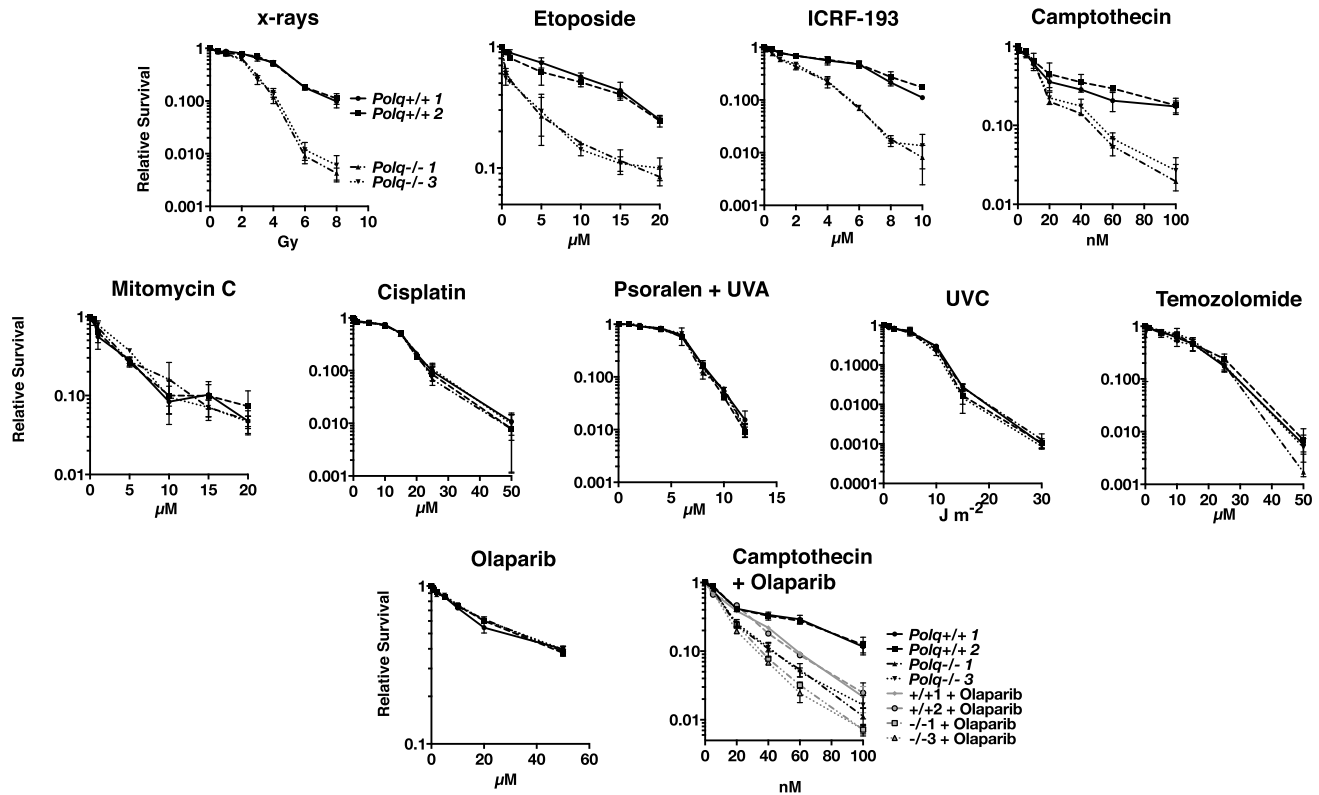 x-rays
Etoposide
ICRF-193
Camptothecin
Relative Survival
1
0.100
0.010
0.001
0 2 4 6 8 10
Gy
Polq+/+ 1
Polq+/+ 2
Polq-/- 1
Polq-/- 3
1
0.1
0 5 10 15 20
µM
1
0.100
0.010
0.001
0 2 4 6 8 10
µM
1
0.10
0.01
0 20 40 60 80 100
nM
Mitomycin C
Cisplatin
Psoralen + UVA
UVC
Temozolomide
Relative Survival
1
0.10
0.01
0 5 10 15 20
µM
1
0.100
0.010
0.001
0 10 20 30 40 50
µM
1
0.100
0.010
0.001
0 5 10 15
µM
1
0.1000
0.0100
0.0010
0.0001
0 10 20 30
J m-2
1
0.100
0.010
0.001
0 10 20 30 40 50
µM
Olaparib
Camptothecin
+ Olaparib
Relative Survival
1
0.1
0 20 40 60
µM
1
0.10
0.01
0 20 40 60 80 100
nM
Polq+/+ 1
Polq+/+ 2
Polq-/- 1
Polq-/- 3
+/+1 + Olaparib
+/+2 + Olaparib
-/-1 + Olaparib
-/-3 + Olaparib